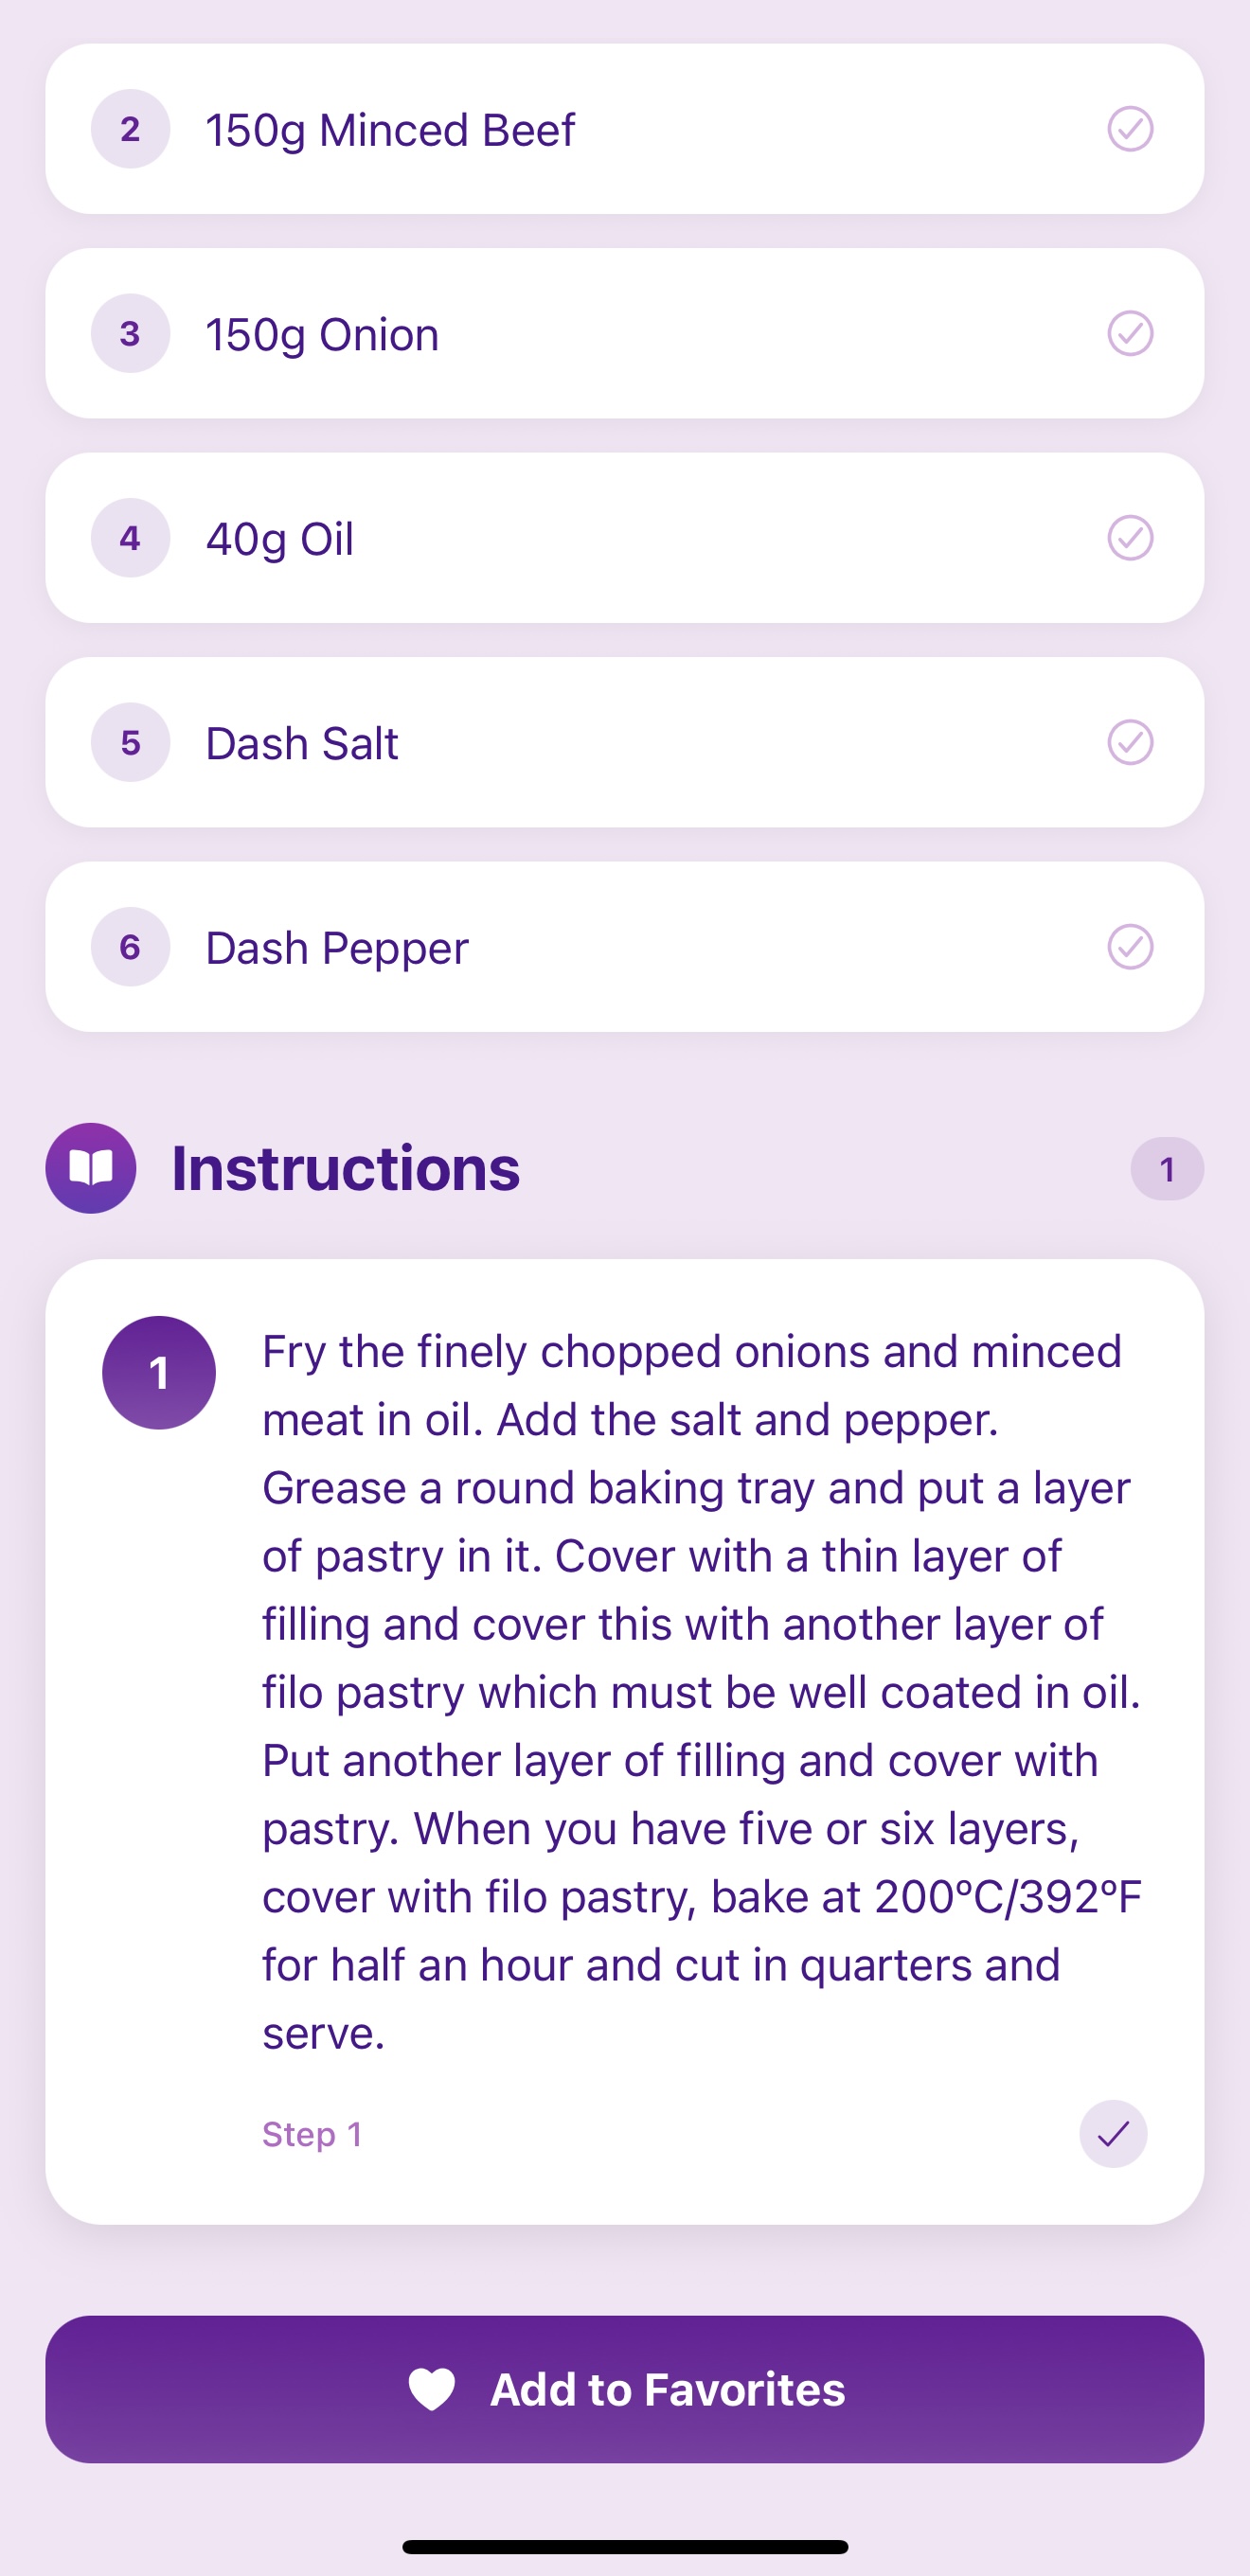 2 150g Minced Beef
3 150g Onion
4 40g Oil
5 Dash Salt
6 Dash Pepper
Instructions 1
1
Fry the finely chopped onions and minced
meat in oil. Add the salt and pepper.
Grease a round baking tray and put a layer
of pastry in it. Cover with a thin layer of
filling and cover this with another layer of
filo pastry which must be well coated in oil.
Put another layer of filling and cover with
pastry. When you have five or six layers,
cover with filo pastry, bake at 200ºC/392ºF
for half an hour and cut in quarters and
serve.
Step 1
Add to Favorites